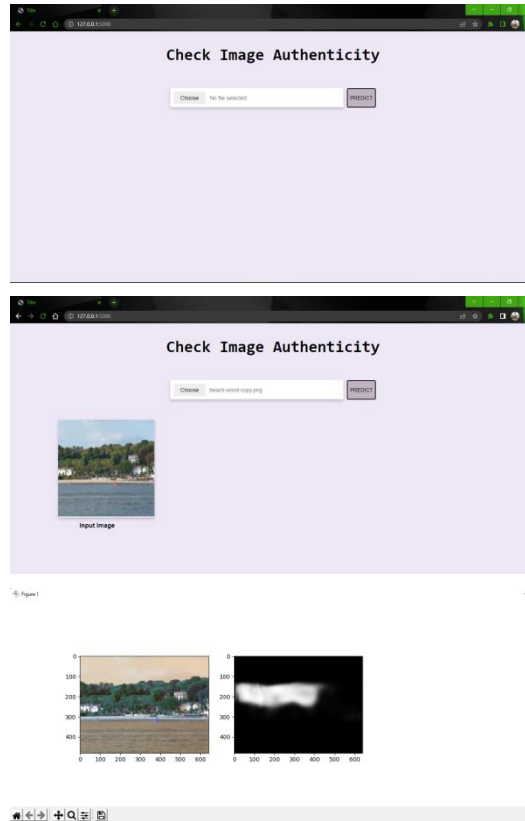 Title
127.0.0.1:5000
Check Image Authenticity
Choose No file selected PREDICT
Title
127.0.0.1:5000
Check Image Authenticity
Choose beach-wood-copy.png PREDICT
Input Image
Figure 1
0 0
100 100
200 200
300 300
400 400
0 100 200 300 400 500 600 0 100 200 300 400 500 600